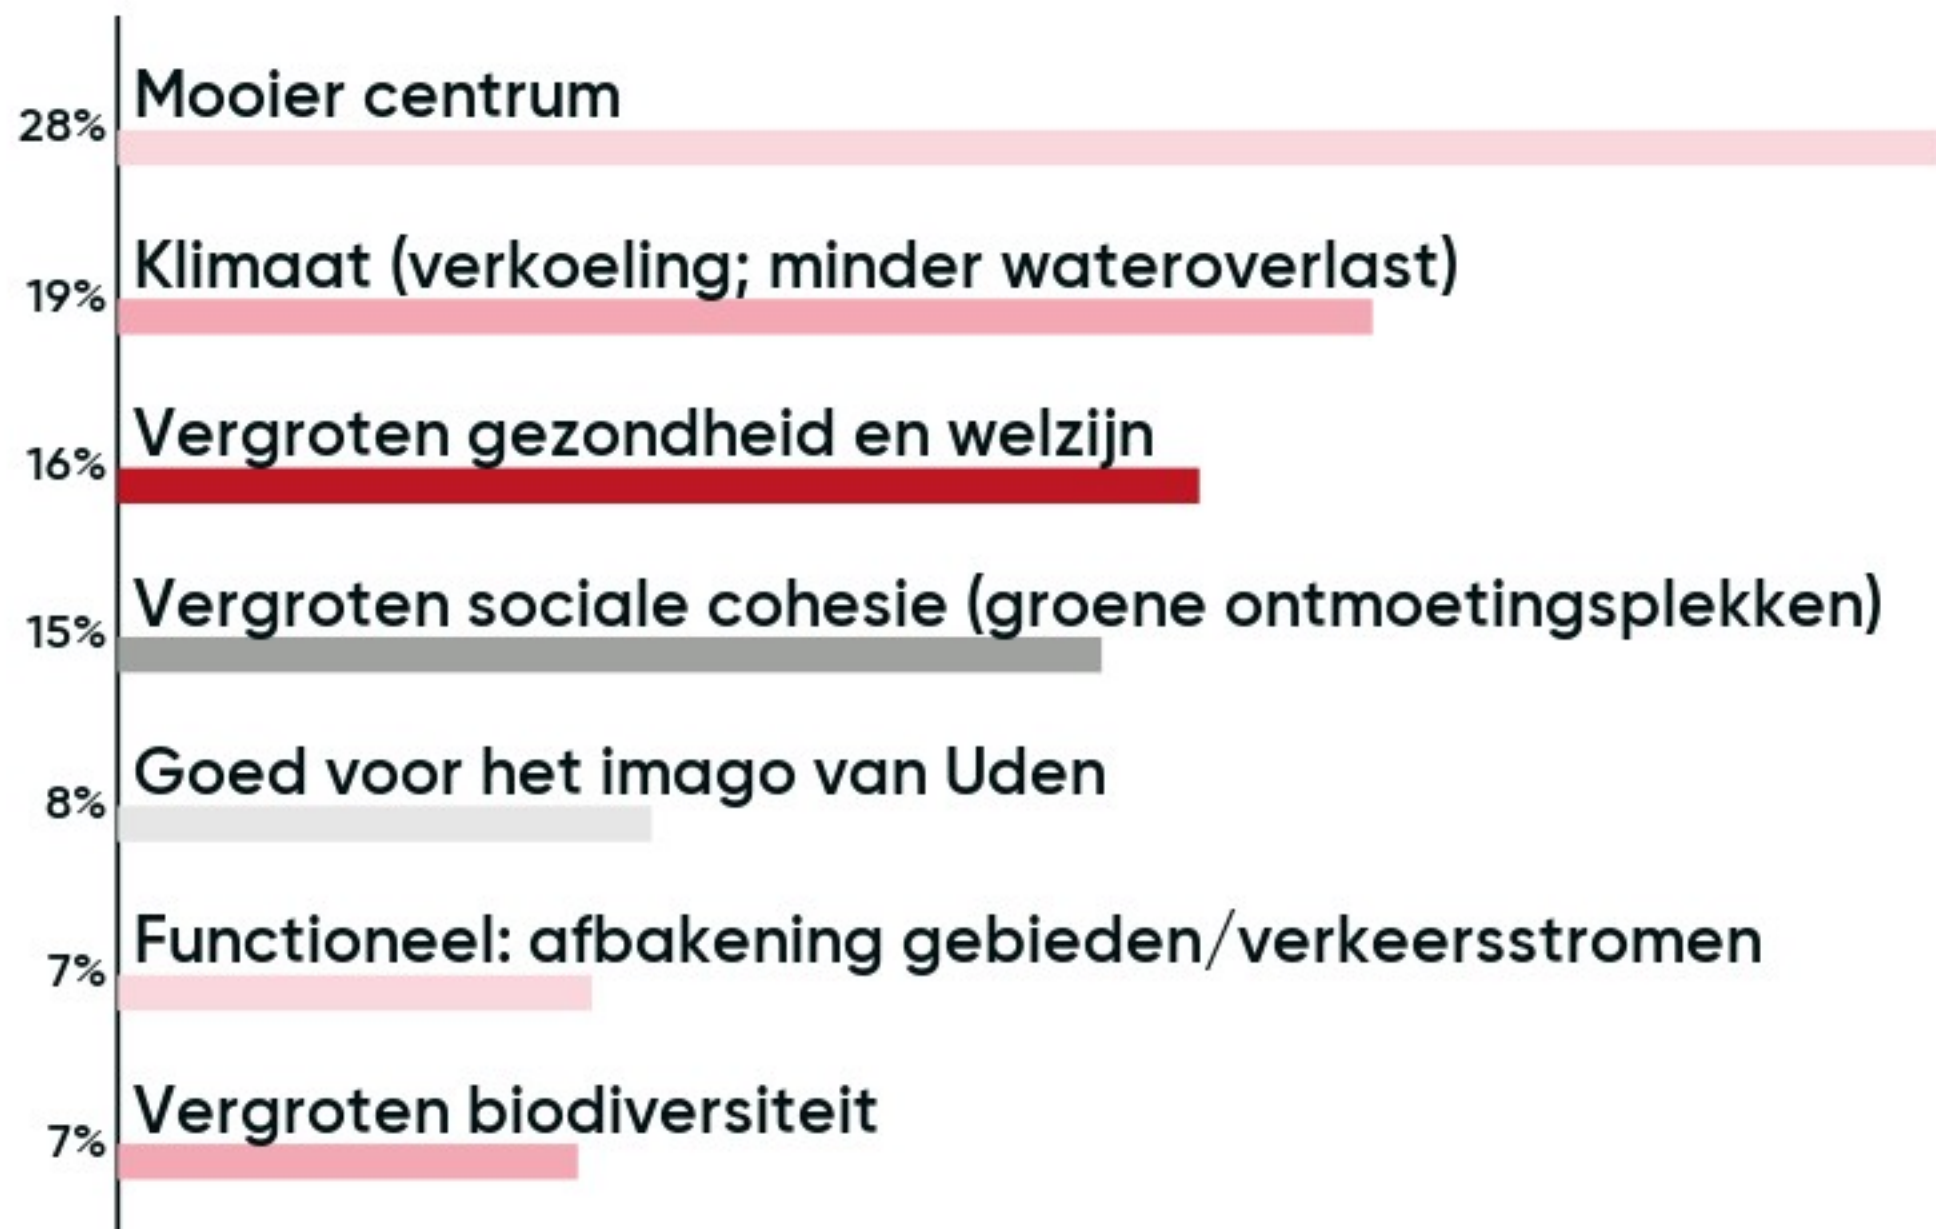 Mooier centrum
28%
Klimaat (verkoeling; minder wateroverlast)
19%
Vergroten gezondheid en welzijn
16%
Vergroten sociale cohesie (groene ontmoetingsplekken)
15%
Goed voor het imago van Uden
8%
Functioneel: afbakening gebieden/verkeersstromen
7%
Vergroten biodiversiteit
7%